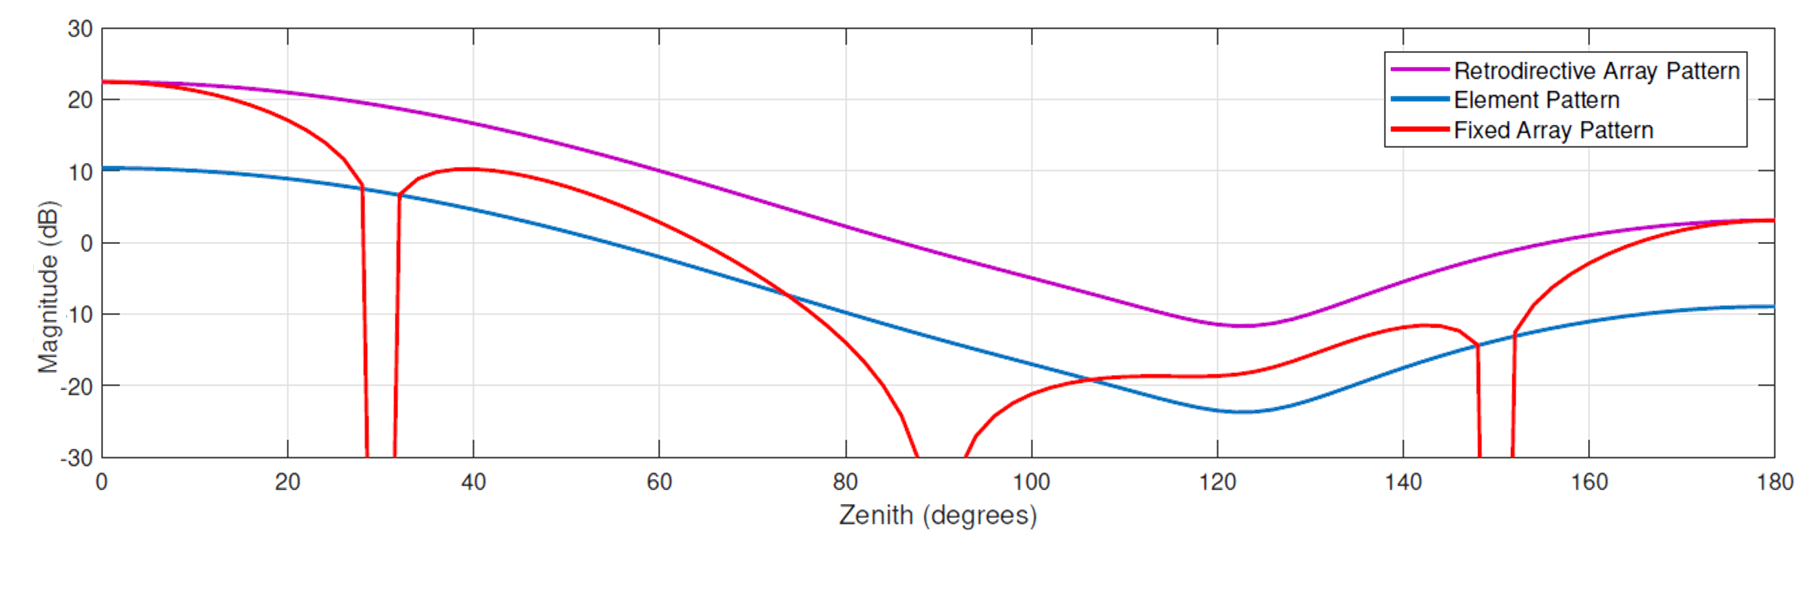 30
20
10
0
-10
-20
-30
Magnitude (dB)
Retrodirective Array Pattern
Element Pattern
Fixed Array Pattern
0 20 40 60 80 100 120 140 160 180
Zenith (degrees)